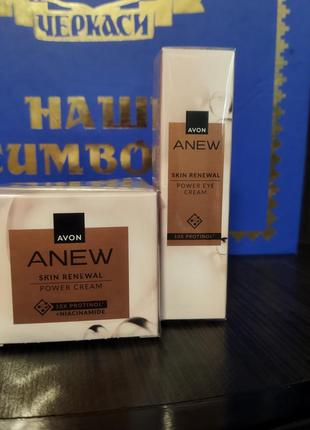 ЧЕРКАСИ
НАШІ
СИМВО
AVON
ANEW
SKIN RENEWAL
POWER EYE
CREAM
10X PROTINOL
AVON
ANEW
SKIN RENEWAL
POWER CREAM
10X PROTINOL
+NIACINAMIDE